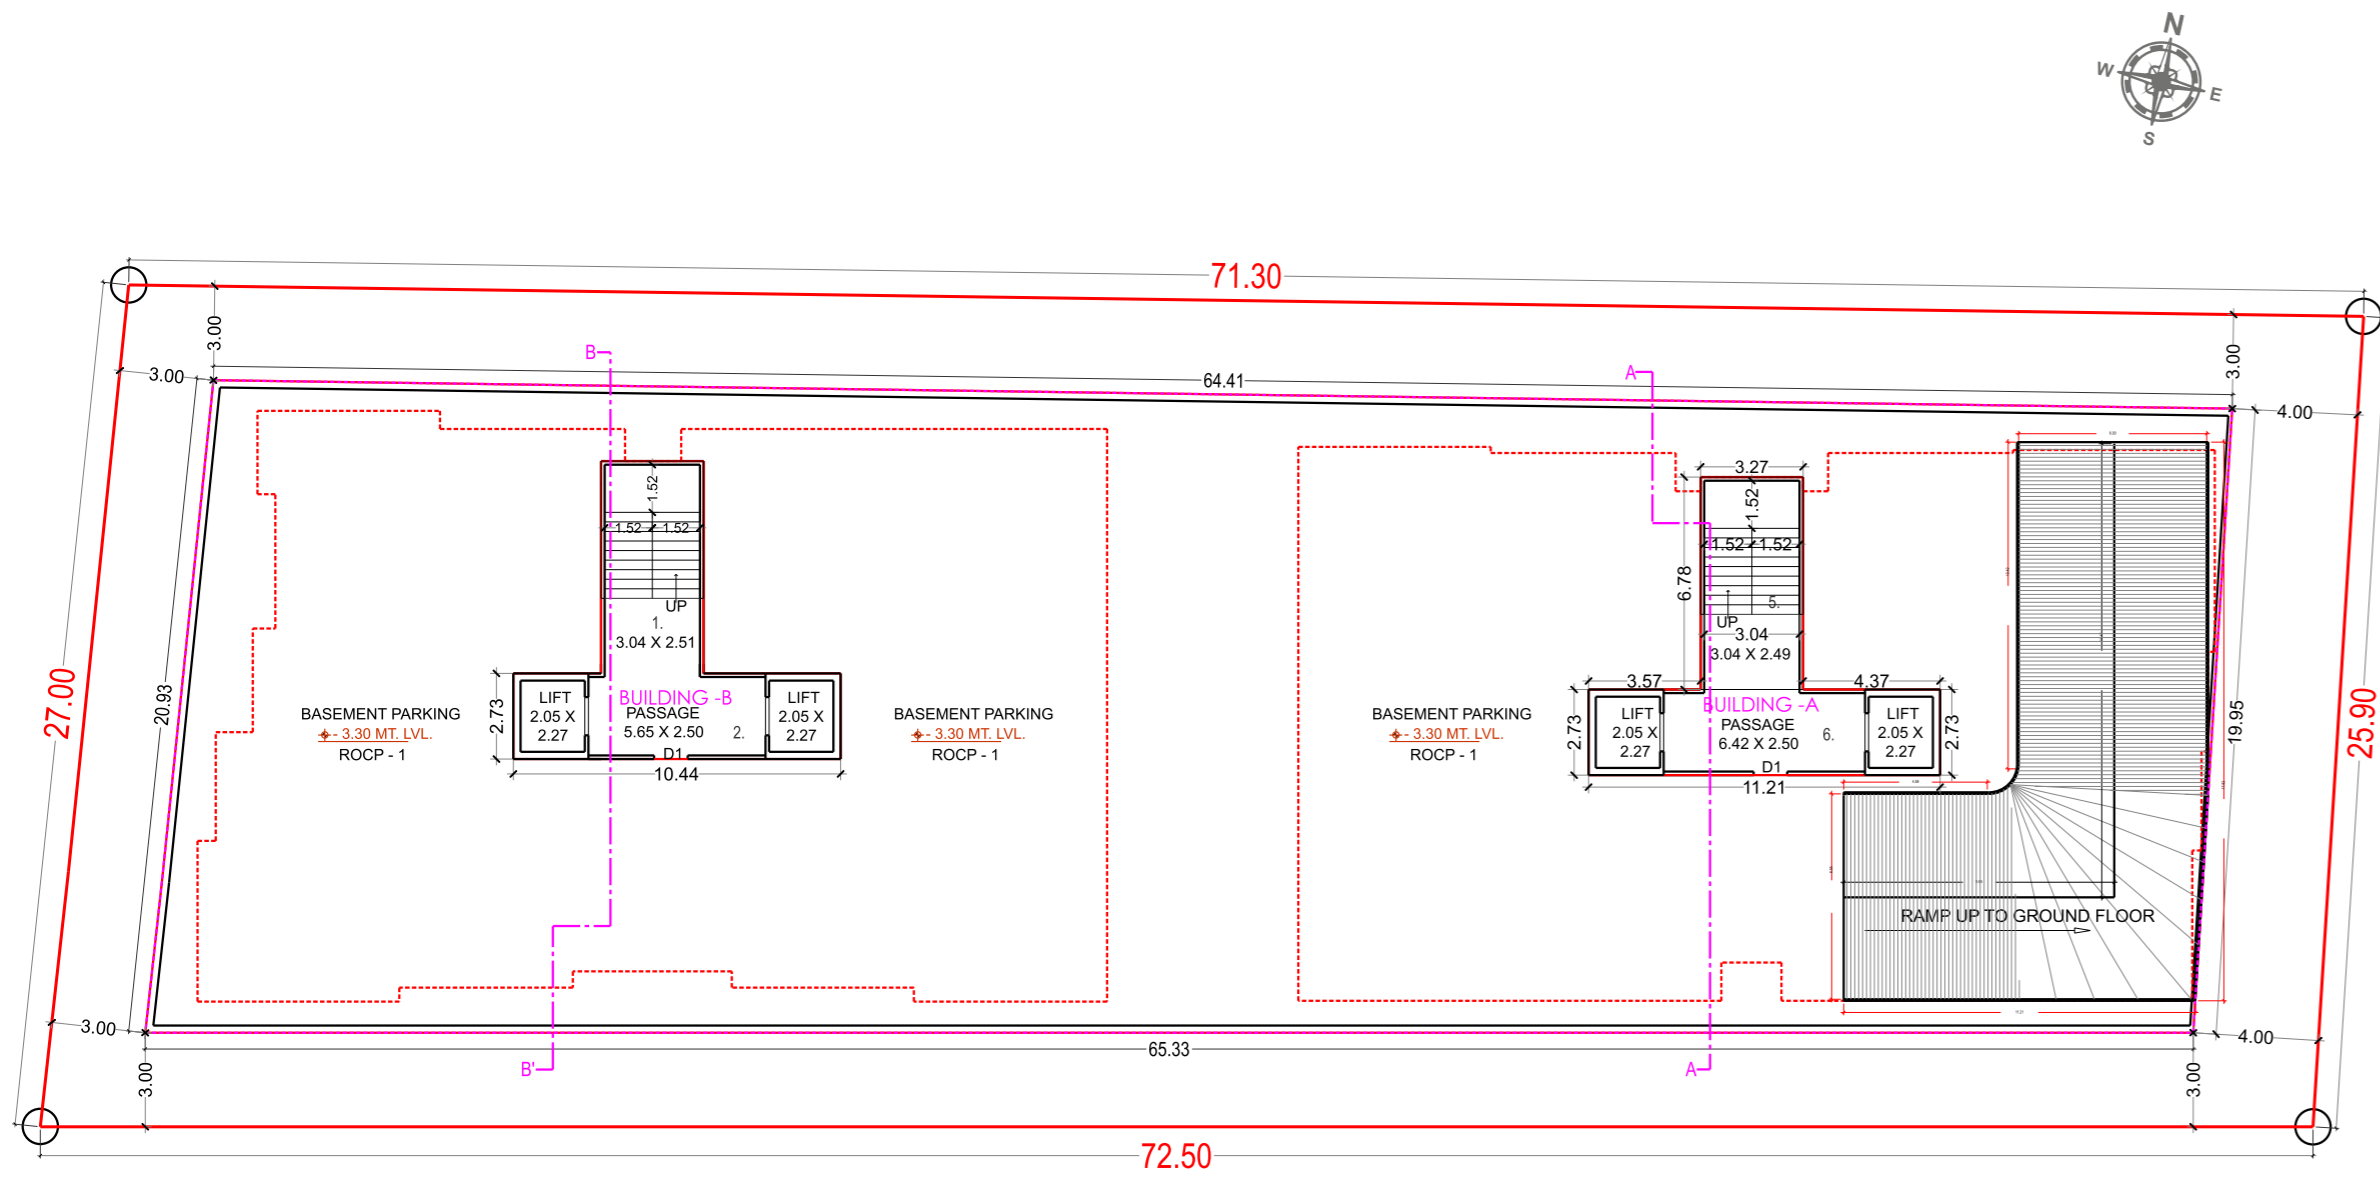 N
W
E
S
71.30
3.00
3.00
3.00
64.41
4.00
B
A
3.27
1.52
1.52
1.52 1.52
1.52 1.52
6.78
UP
1.
3.04 X 2.51
5.
UP
3.04
3.04 X 2.49
27.00
20.93
3.57
4.37
25.90
19.95
BASEMENT PARKING
- 3.30 MT. LVL.
ROCP - 1
2.73
LIFT
2.05 X
2.27
BUILDING -B
PASSAGE
5.65 X 2.50
2.
D1
LIFT
2.05 X
2.27
10.44
BASEMENT PARKING
- 3.30 MT. LVL.
ROCP - 1
BASEMENT PARKING
- 3.30 MT. LVL.
ROCP - 1
2.73
LIFT
2.05 X
2.27
BUILDING -A
PASSAGE
6.42 X 2.50
6.
D1
LIFT
2.05 X
2.27
2.73
11.21
RAMP UP TO GROUND FLOOR
3.00
3.00
65.33
4.00
3.00
B'
A
72.50